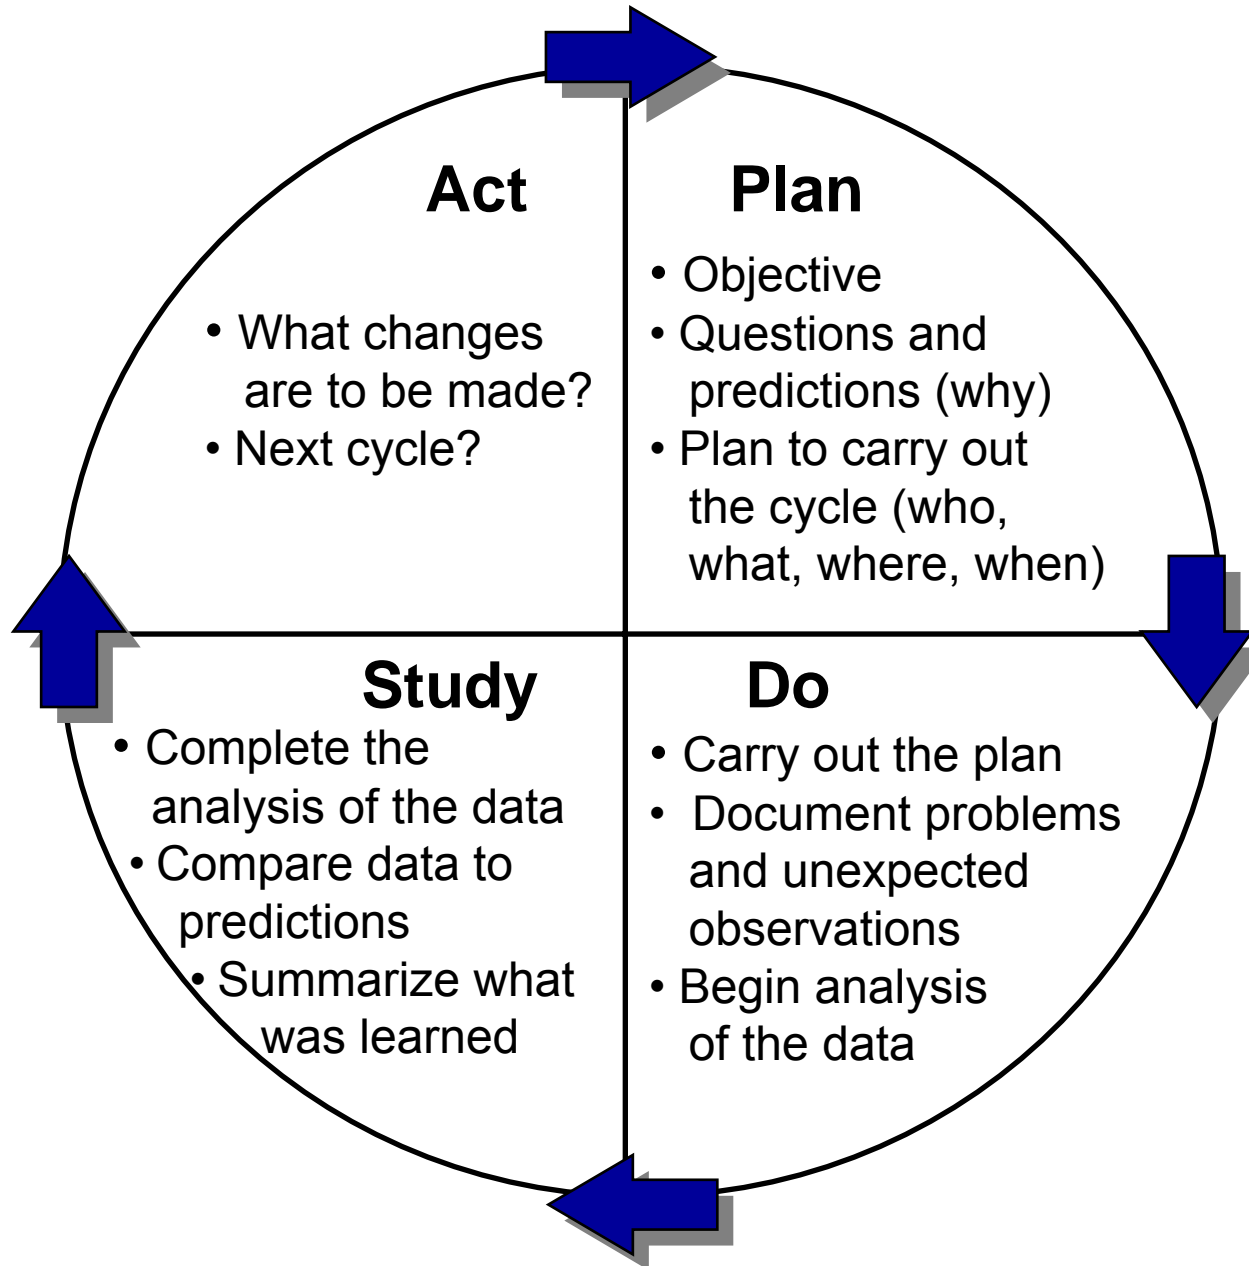 Act
• What changes
are to be made?
• Next cycle?
Plan
• Objective
• Questions and
predictions (why)
• Plan to carry out
the cycle (who,
what, where, when)
Study
• Complete the
analysis of the data
• Compare data to
predictions
• Summarize what
was learned
Do
• Carry out the plan
• Document problems
and unexpected
observations
• Begin analysis
of the data